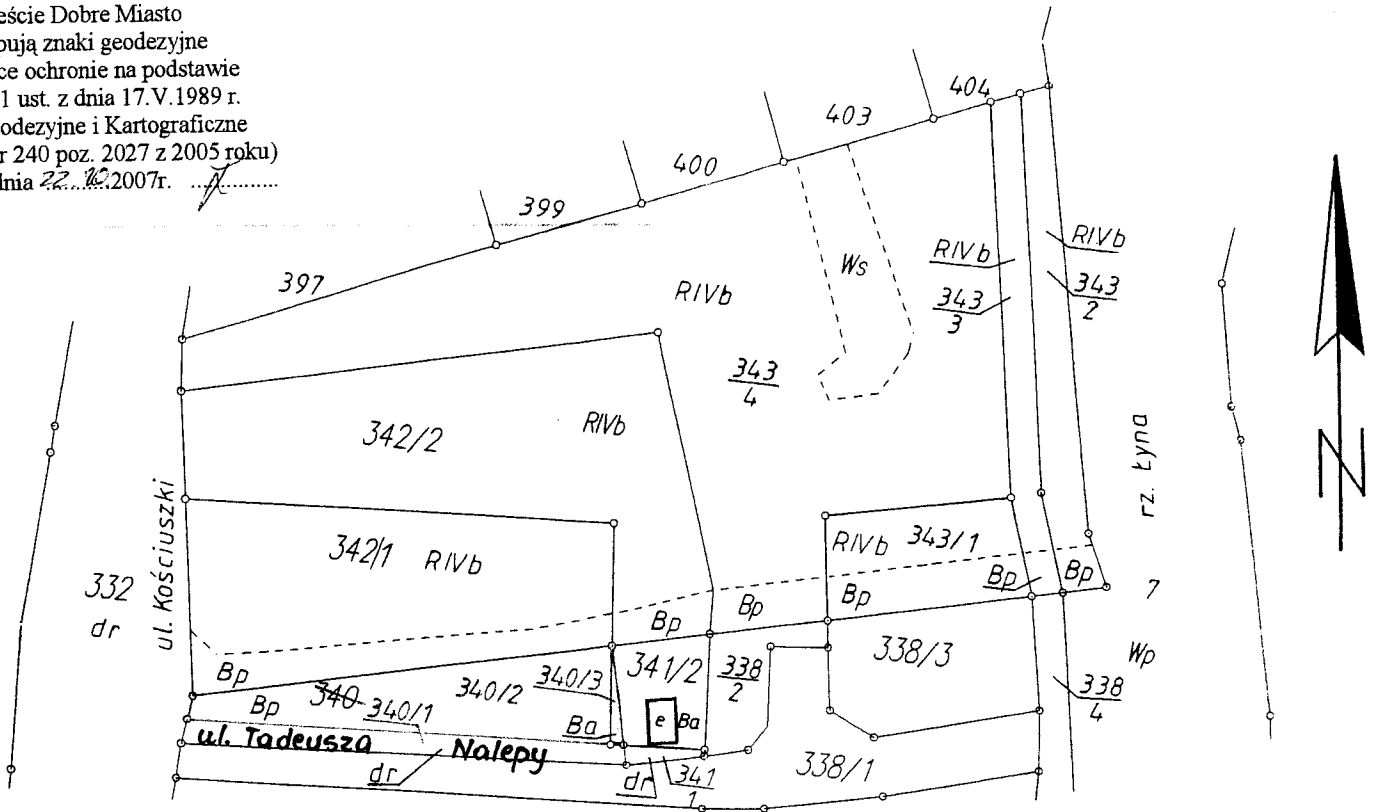 eście Dobre Miasto
pują znaki geodezyjne
ce ochronie na podstawie
1 ust. z dnia 17.V.1989 r.
odezyjne i Kartograficzne
r 240 poz. 2027 z 2005 roku)
dnia 22.10.2007r.
404
403
400
399
397
RIVb
RIVb
343
3
343
2
Ws
RIVb
343
4
342/2
RIVb
rz. Łyna
N
ul. Kościuszki
342/1
RIVb
RIVb
343/1
332
dr
Bp
Bp
Bp
Bp
Bp
7
Bp
340
340/1
Bp
340/2
340/3
341/2
338
2
338/3
Wp
338
4
Ba
e
Ba
ul. Tadeusza Nalepy
dr
dr
341
1
338/1